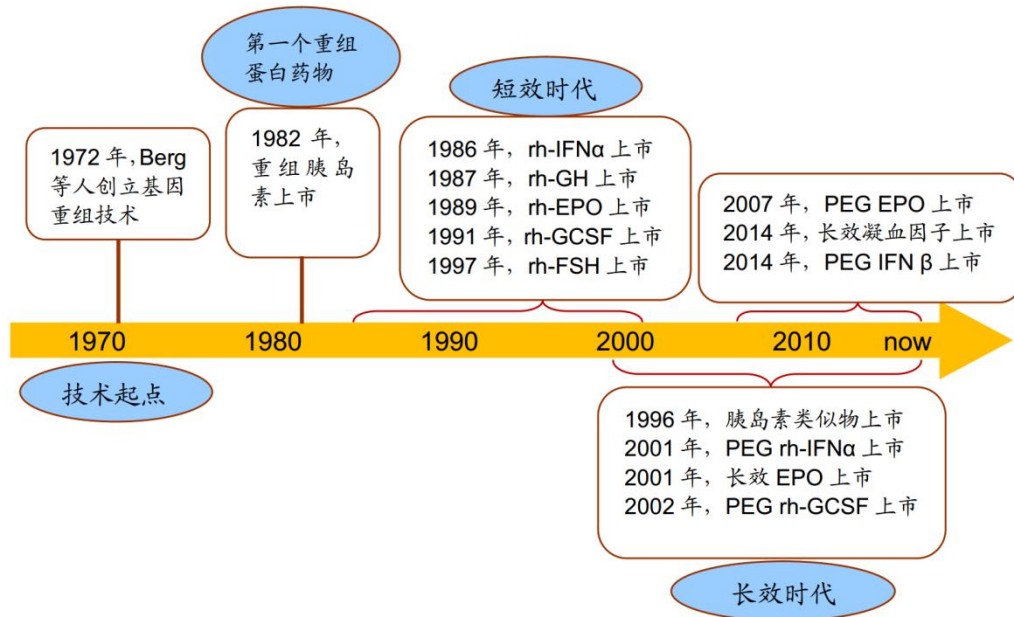 第一个重组
蛋白药物
短效时代
1972 年，Berg
等人创立基因
重组技术
1982 年，
重组胰岛
素上市
1986 年， rh-IFNα 上市
1987 年， rh-GH 上市
1989 年， rh-EPO 上市
1991 年， rh-GCSF 上市
1997 年， rh-FSH 上市
2007 年， PEG EPO 上市
2014 年， 长效凝血因子上市
2014 年， PEG IFN β 上市
1970 1980 1990 2000 2010 now
技术起点
1996 年， 胰岛素类似物上市
2001 年， PEG rh-IFNα 上市
2001 年， 长效 EPO 上市
2002 年， PEG rh-GCSF 上市
长效时代